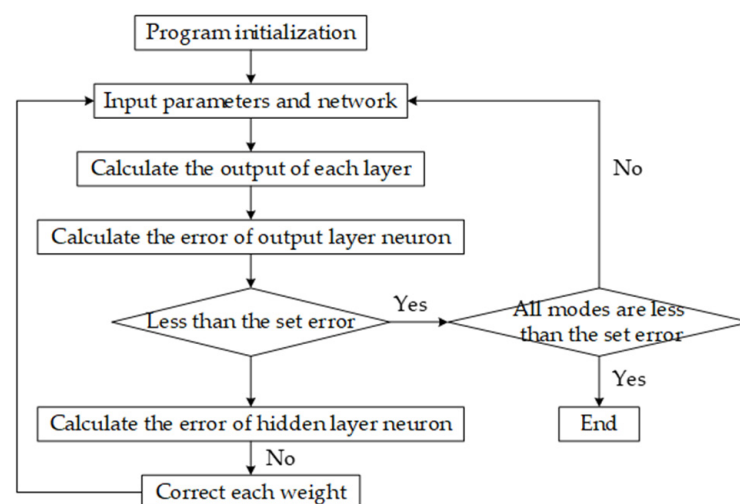 Program initialization
Input parameters and network
Calculate the output of each layer
No
Calculate the error of output layer neuron
Less than the set error
Yes
All modes are less
than the set error
Yes
Calculate the error of hidden layer neuron
End
No
Correct each weight